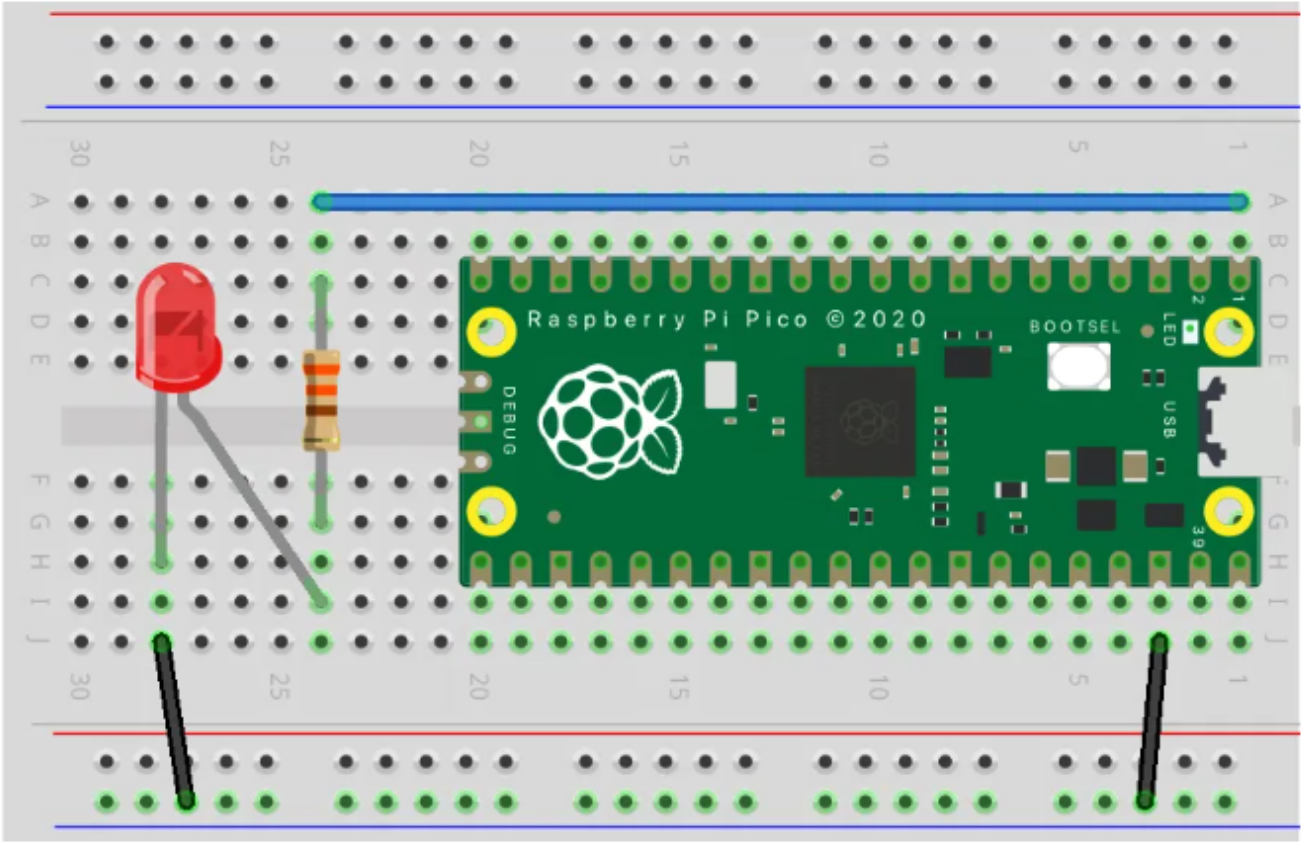 30 25 20 15 10 5 1
A A
B B
C C
2 1
D Raspberry Pi Pico ©2020 BOOTSEL LED D
E E
DEBUG USB
F F
G G
39
H H
I I
J J
30 25 20 15 10 5 1